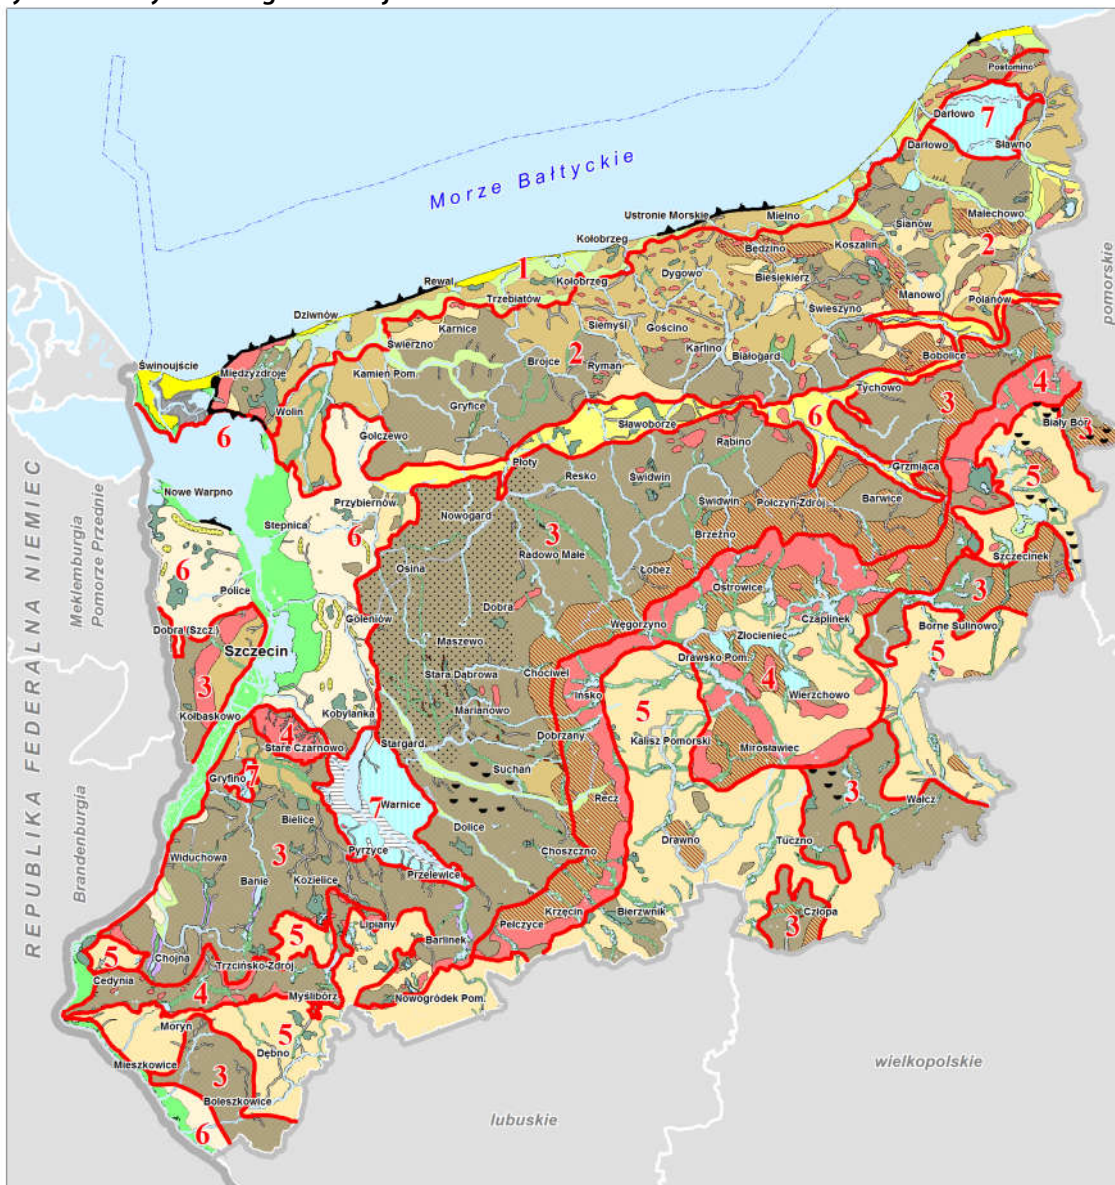 Postomino
Darłowo
7
Darłowo
Sławno
Morze Bałtyckie
Ustronie Morskie
Mielno
Malechowo
Sianów
2
Kołobrzeg
Będzino
Koszalin
pomorskie
1
Dygowo
Rewal
Kołobrzeg
Biesiekierz
Manowo
Trzebiatów
Polanów
Dziwnów
Świeszyno
Karnice
Siemyśl
Gościno
Świerzno
2
Karlino
Białogard
Brojce
Rymań
Bobolice
Świnoujście
Międzyzdroje
Kamień Pom.
4
Tychowo
3
Wolin
Gryfice
6
Biały Bór
3
6
Golczewo
Sławoborze
Rąbino
Płoty
Grzmiąca
5
Resko
Świdwin
Nowe Warpno
Przybiernów
Świdwin
Połczyn-Zdrój
Barwice
Stepnica
Nowogard
Brzeżno
6
3
Radowo Małe
Szczecinek
6
Osina
Łobez
3
Police
Ostrowice
Dobra
Goleniów
Węgorzyno
Czaplinek
Dobra (Szcz.)
Maszewo
Złocieniec
Borne Sulinowo
Szczecin
Drawsko Pom.
5
Stara Dąbrowa
Chociwel
4
3
Ińsko
Wierzchowo
Marianowo
5
Kołbaskowo
Kobylanka
4
Dobrzany
Stare Czarnowo
Stargard
Kalisz Pomorski
Mirosławiec
Suchań
Gryfino
7
3
Recz
Wałcz
7
Warnice
Bielice
Dolice
Drawno
Tuczno
Widuchowa
3
Pyrzyce
Choszczno
Banie
Kozielice
Przelewice
Człopa
Krzęcin
Bierzwnik
3
Lipiany
Pełczyce
5
Barlinek
5
Chojna
Trzcińsko-Zdrój
Cedynia
4
Myślibórz
Nowogródek Pom.
Moryń
5
Dębno
Mieszkowice
3
Boleszkowice
6
wielkopolskie
lubuskie
REPUBLIKA FEDERALNA NIEMIEC
Meklemburgia
Pomorze Przednie
Brandenburgia